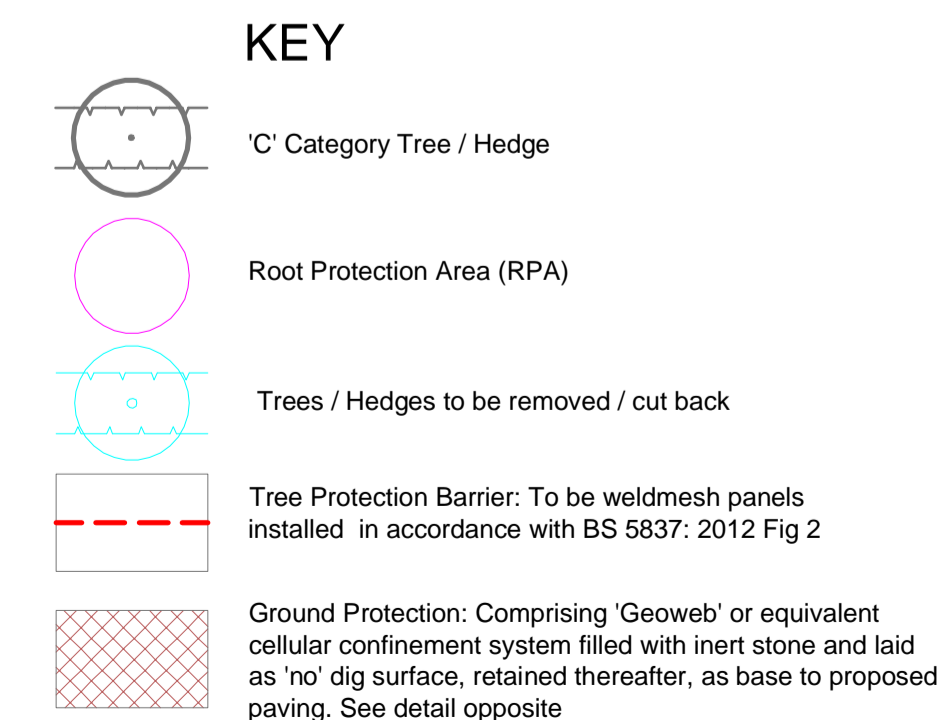 KEY
'C' Category Tree / Hedge
Root Protection Area (RPA)
Trees / Hedges to be removed / cut back
Tree Protection Barrier: To be weldmesh panels
installed in accordance with BS 5837: 2012 Fig 2
Ground Protection: Comprising 'Geoweb' or equivalent
cellular confinement system filled with inert stone and laid
as 'no' dig surface, retained thereafter, as base to proposed
paving. See detail opposite